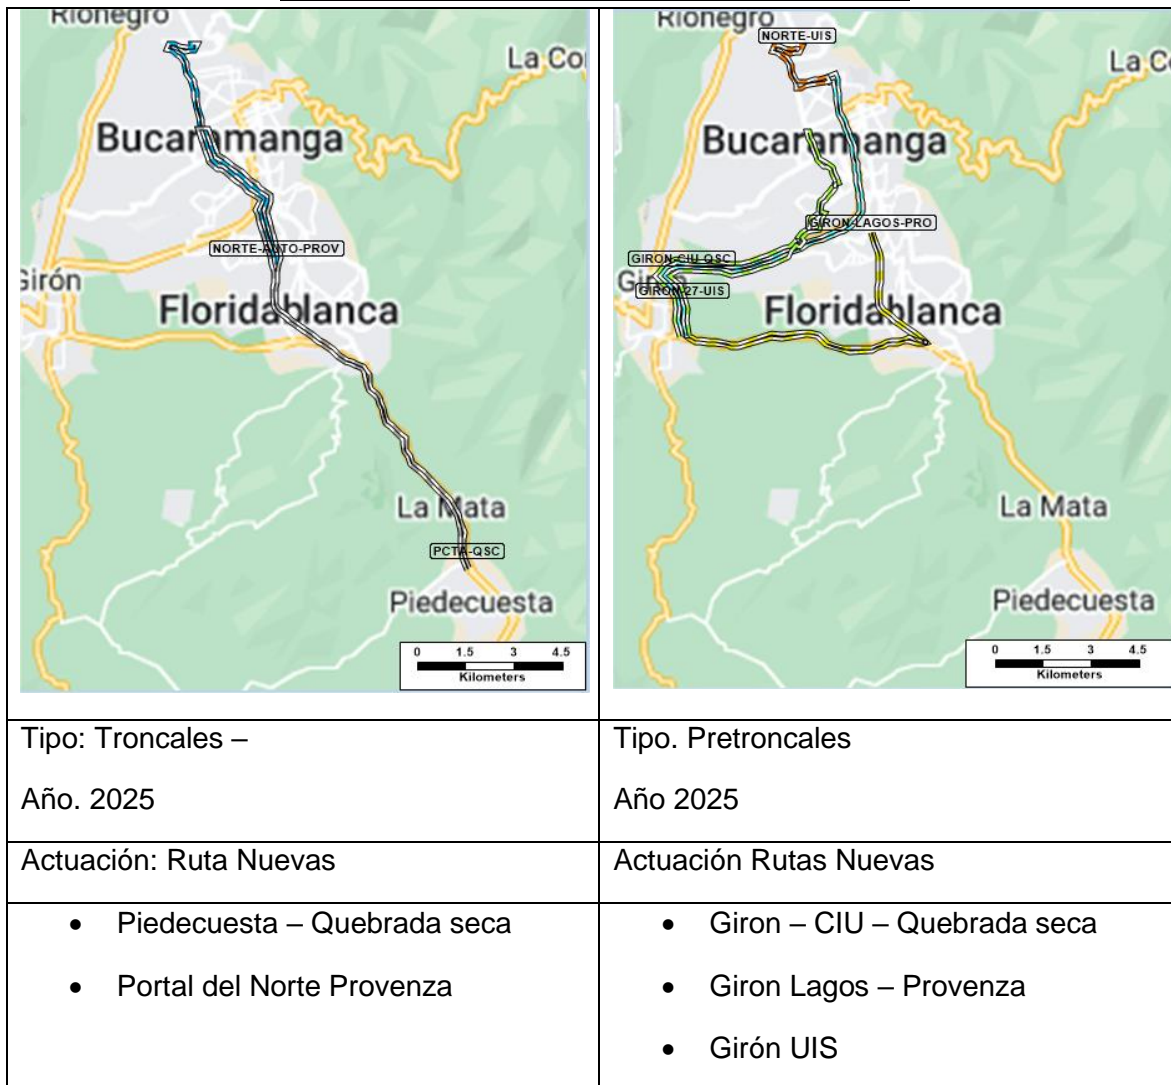 Rionegro
La Co
Bucaramanga
NORTE-AUTO-PROV
Girón
Floridablanca
La Mata
PCTA-QSC
Piedecuesta
0 1.5 3 4.5
Kilometers
Rionegro
NORTE-UIS
La Co
Bucaramanga
GIRON-LAGOS-PRO
GIRON-CIU-QSC
Giro
GIRON-27-UIS
Floridablanca
La Mata
Piedecuesta
0 1.5 3 4.5
Kilometers
Tipo: Troncales –
Año. 2025
Tipo. Pretroncales
Año 2025
Actuación: Ruta Nuevas
Actuación Rutas Nuevas
• Piedecuesta – Quebrada seca
• Portal del Norte Provenza
• Giron – CIU – Quebrada seca
• Giron Lagos – Provenza
• Girón UIS